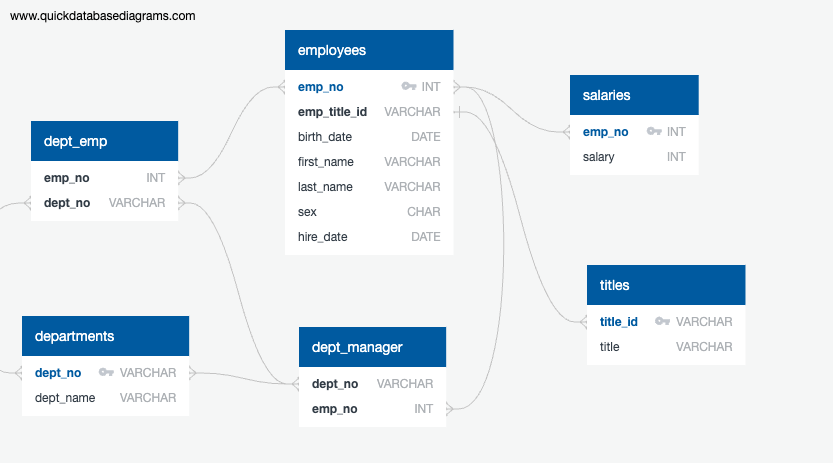 www.quickdatabasediagrams.com
employees
emp_no INT
emp_title_id VARCHAR
birth_date DATE
first_name VARCHAR
last_name VARCHAR
sex CHAR
hire_date DATE
salaries
emp_no INT
salary INT
dept_emp
emp_no INT
dept_no VARCHAR
titles
title_id VARCHAR
title VARCHAR
departments
dept_no VARCHAR
dept_name VARCHAR
dept_manager
dept_no VARCHAR
emp_no INT